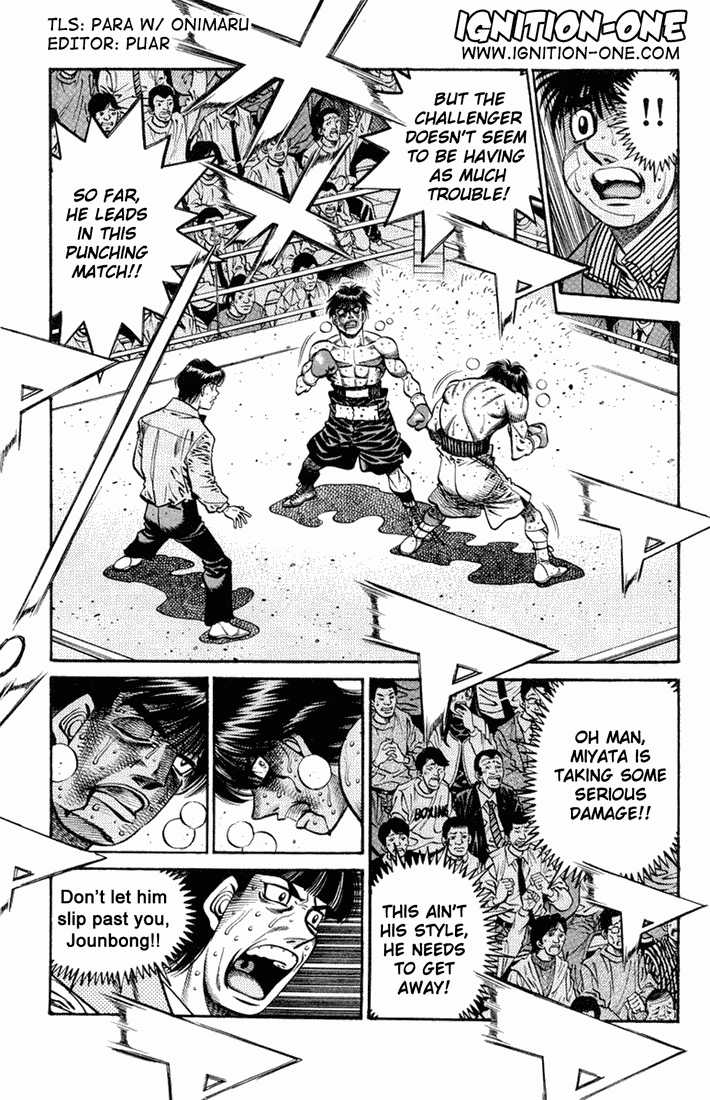 TLS: PARA W/ ONIMARU
EDITOR: PUAR
IGNITION-ONE
WWW.IGNITION-ONE.COM
!!
BUT THE
CHALLENGER
DOESN'T SEEM
TO BE HAVING
AS MUCH
TROUBLE!
SO FAR,
HE LEADS
IN THIS
PUNCHING
MATCH!!
OH MAN,
MIYATA IS
TAKING SOME
SERIOUS
DAMAGE!!
BOXING
THIS AIN'T
HIS STYLE,
HE NEEDS
TO GET
AWAY!
Don't let him
slip past you,
Jounbong!!